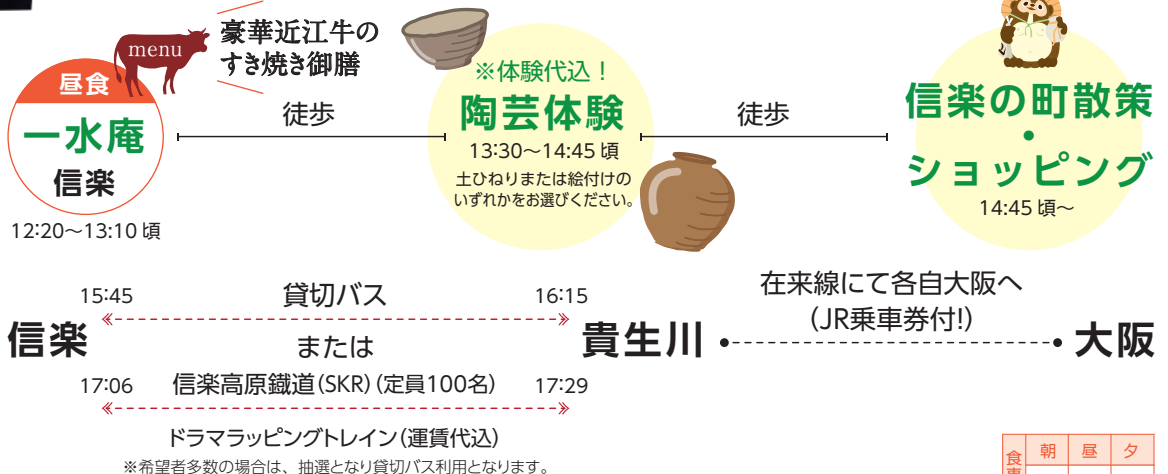 menu
豪華近江牛の
すき焼き御膳
昼食
一水庵
信楽
12:20〜13:10 頃
徒歩
※体験代込！
陶芸体験
13:30〜14:45 頃
土ひねりまたは絵付けの
いずれかをお選びください。
徒歩
信楽の町散策
・
ショッピング
14:45 頃〜
15:45 貸切バス 16:15
信楽 または 貴生川
17:06 信楽高原鐵道(SKR)(定員100名) 17:29
ドラマラッピングトレイン(運賃代込)
※希望者多数の場合は、抽選となり貸切バス利用となります。
在来線にて各自大阪へ
(JR乗車券付!)
大阪
朝 昼 夕
食